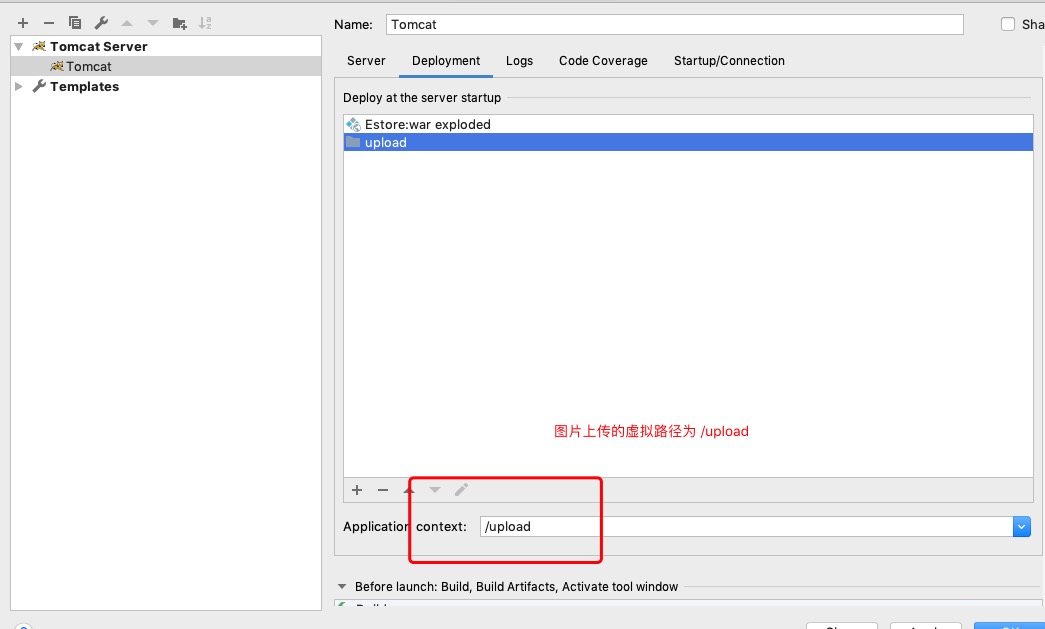 Name:
Tomcat
Sha
Tomcat Server
Tomcat
Templates
Server
Deployment
Logs
Code Coverage
Startup/Connection
Deploy at the server startup
Estore:war exploded
upload
图片上传的虚拟路径为 /upload
Application context:
/upload
Before launch: Build, Build Artifacts, Activate tool window